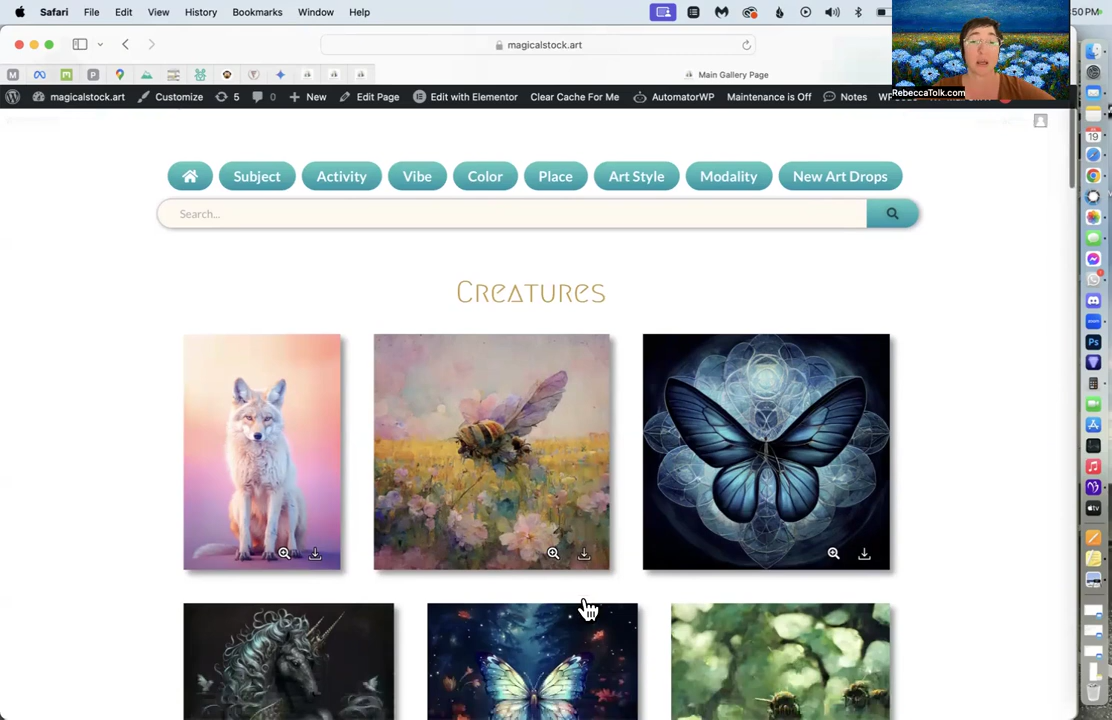 Safari File Edit View History Bookmarks Window Help
50 PM
magicalstock.art
Main Gallery Page
RebeccaTolk.com
magicalstock.art Customize 5 0 New Edit Page Edit with Elementor Clear Cache For Me AutomatorWP Maintenance is Off Notes
Subject Activity Vibe Color Place Art Style Modality New Art Drops
Search...
Creatures